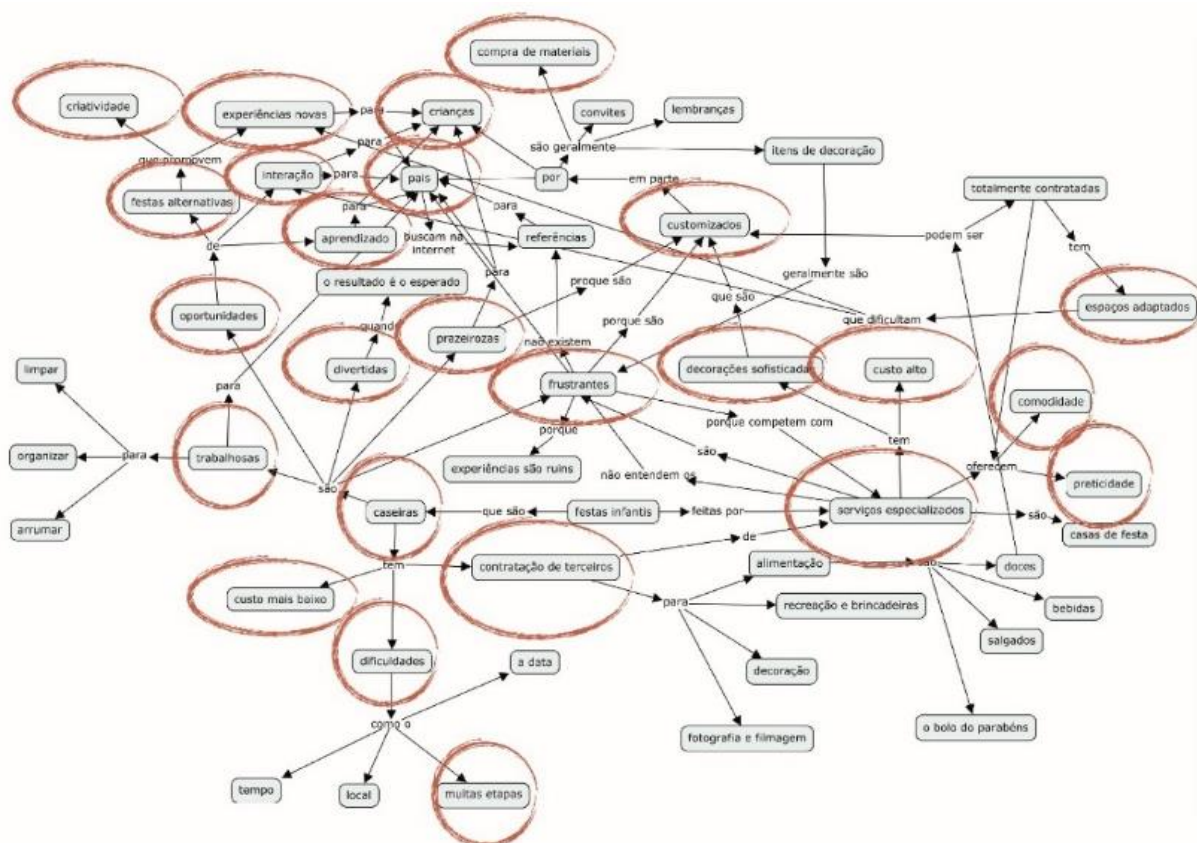 compra de materiais
criatividade
experiências novas
para
crianças
convites
lembranças
são geralmente
itens de decoração
que promovem
para
interação
para
pais
por
em parte
totalmente contratadas
festas alternativas
para
para
customizados
podem ser
de
aprendizado
buscam na
internet
referências
tem
o resultado é o esperado
para
porque são
geralmente são
que são
espaços adaptados
oportunidades
quando
prazeirozas
porque são
que dificultam
não existem
limpar
divertidas
frustrantes
decorações sofisticada
custo alto
para
comodidade
porque
porque competem com
tem
organizar
para
trabalhosas
experiências são ruins
são
não entendem os
oferecem
praticidade
são
arrumar
caseiras
que são
festas infantis
feitas por
serviços especializados
são
casas de festa
de
tem
contratação de terceiros
alimentação
são
doces
custo mais baixo
para
recreação e brincadeiras
bebidas
salgados
dificuldades
a data
decoração
como o
fotografia e filmagem
o bolo do parabéns
tempo
local
muitas etapas